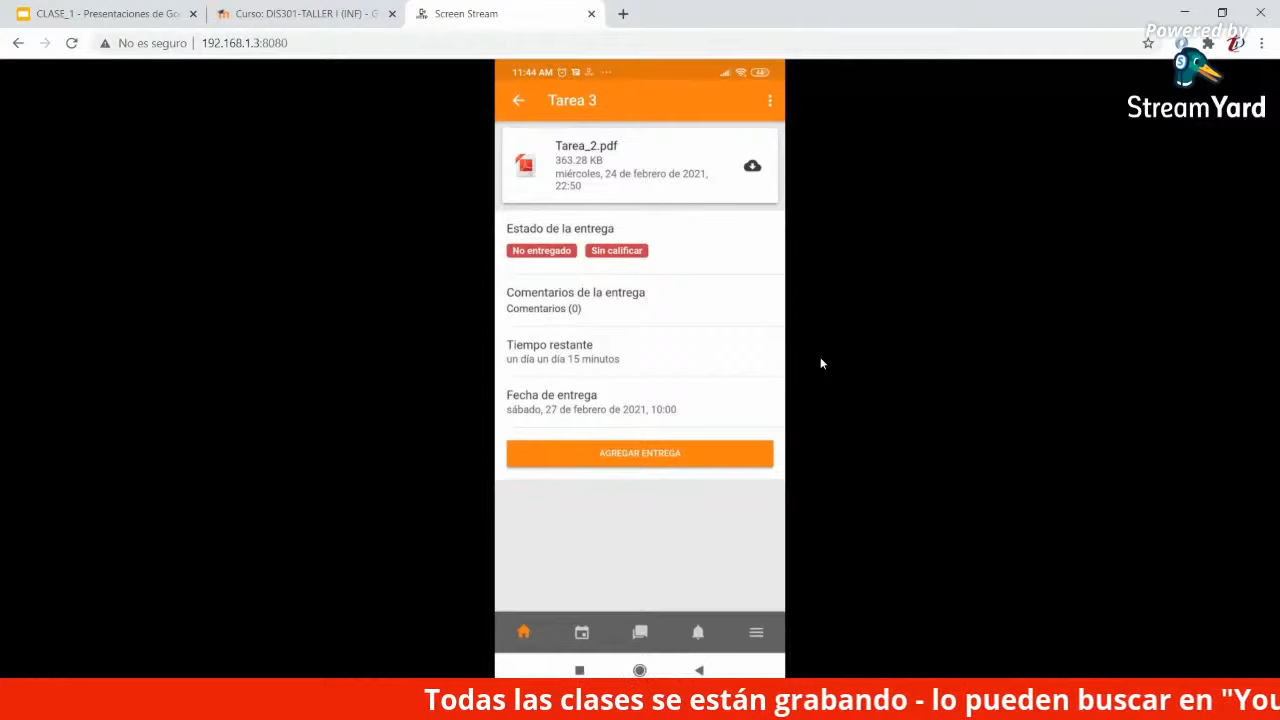 CLASE_1 - Presentaciones de Go
Curso: DIS301-TALLER I (INF) - G
Screen Stream
No es seguro
192.168.1.3:8080
Powered by
StreamYard
11:44 AM
48
Tarea 3
Tarea_2.pdf
363.28 KB
miércoles, 24 de febrero de 2021,
22:50
Estado de la entrega
No entregado
Sin calificar
Comentarios de la entrega
Comentarios (0)
Tiempo restante
un día un día 15 minutos
Fecha de entrega
sábado, 27 de febrero de 2021, 10:00
AGREGAR ENTREGA
Todas las clases se están grabando - lo pueden buscar en "You